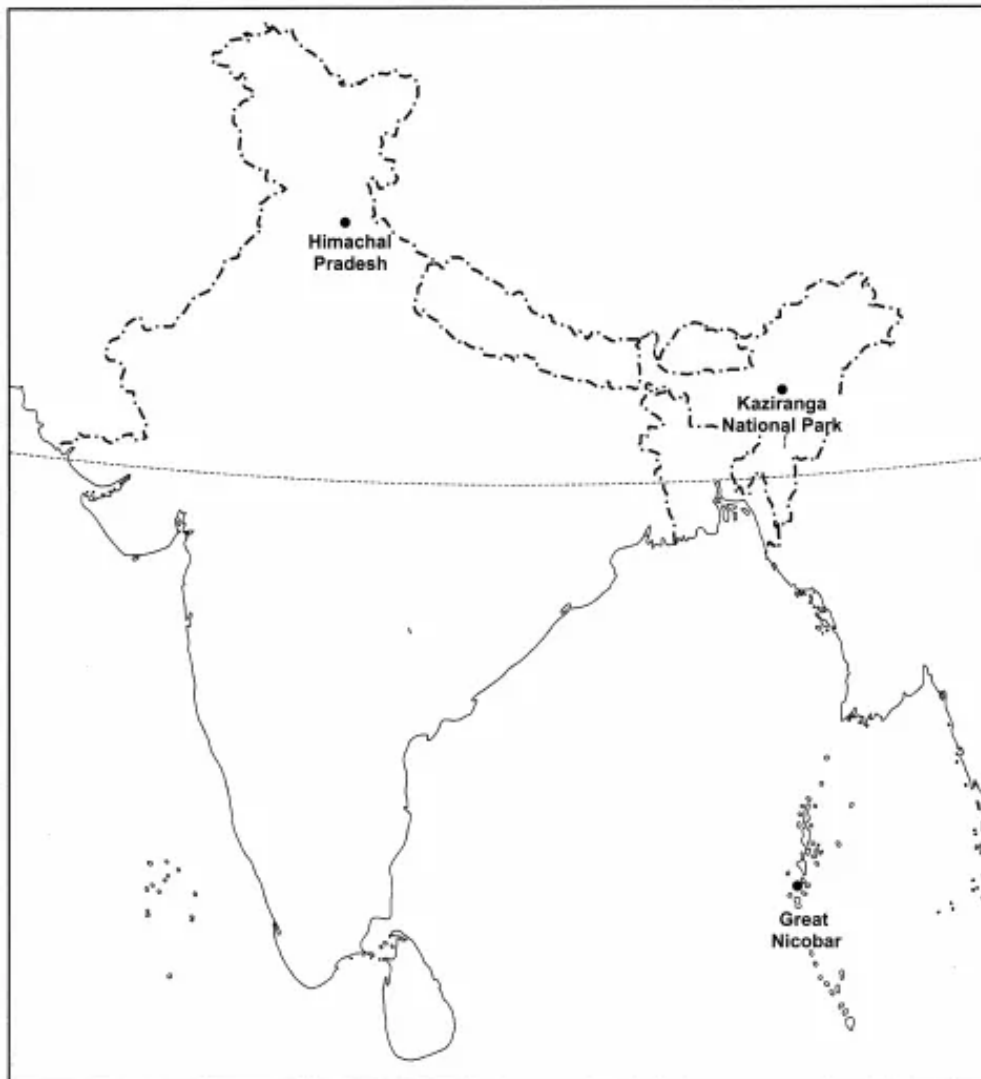 Himachal
Pradesh
Kaziranga
National Park
Great
Nicobar